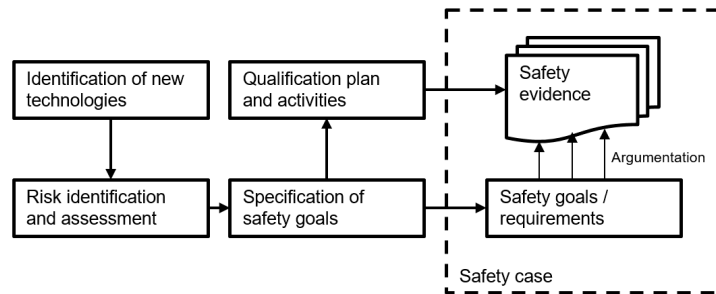 Identification of new
technologies
Qualification plan
and activities
Safety
evidence
Argumentation
Risk identification
and assessment
Specification of
safety goals
Safety goals /
requirements
Safety case